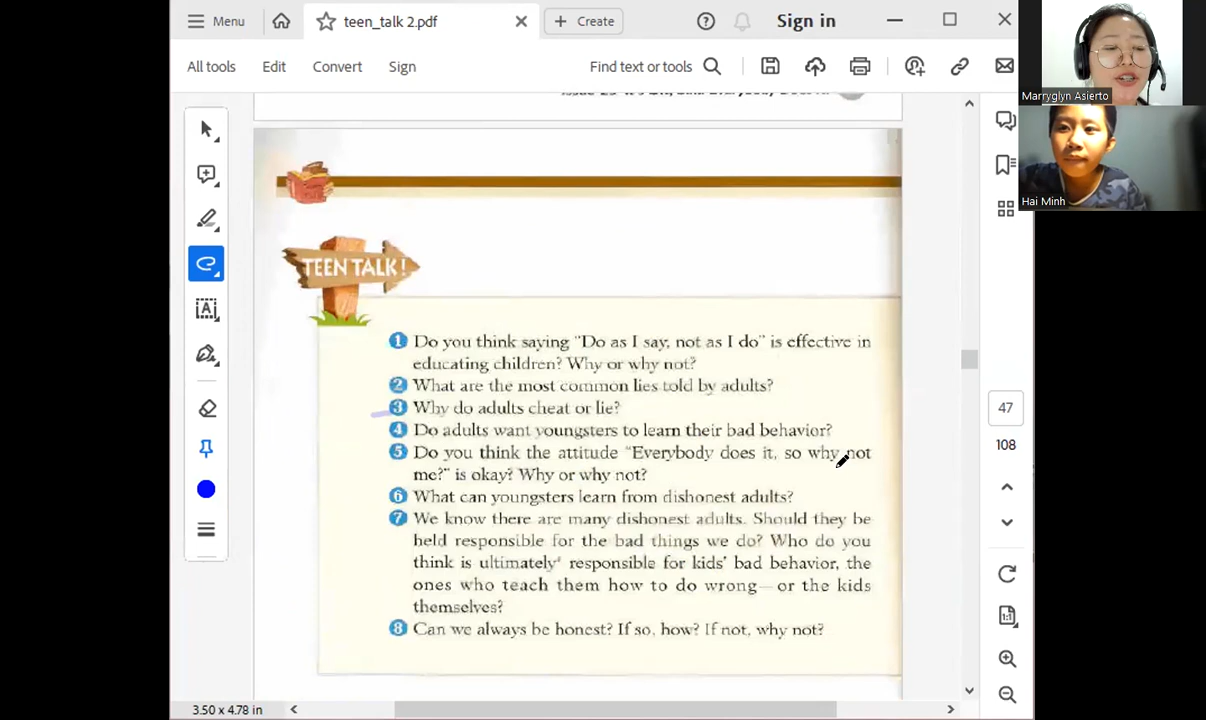 Menu
teen_talk 2.pdf
Create
Sign in
All tools
Edit
Convert
Sign
Find text or tools
Marryglyn Asierto
Hai Minh
TEEN TALK!
1 Do you think saying "Do as I say, not as I do" is effective in
educating children? Why or why not?
2 What are the most common lies told by adults?
3 Why do adults cheat or lie?
4 Do adults want youngsters to learn their bad behavior?
5 Do you think the attitude "Everybody does it, so why not
me?" is okay? Why or why not?
6 What can youngsters learn from dishonest adults?
7 We know there are many dishonest adults. Should they be
held responsible for the bad things we do? Who do you
think is ultimately* responsible for kids' bad behavior, the
ones who teach them how to do wrong—or the kids
themselves?
8 Can we always be honest? If so, how? If not, why not?
47
108
1:1
3.50 x 4.78 in